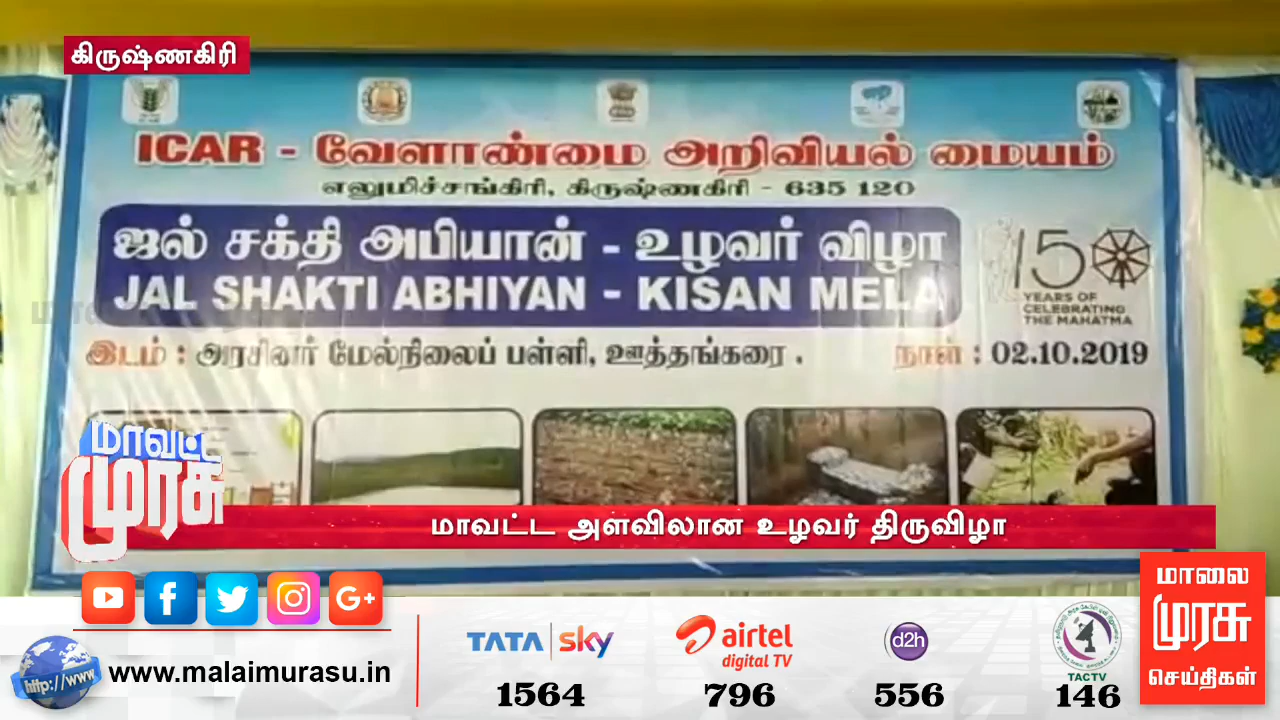 கிருஷ்ணகிரி
ICAR - வேளாண்மை அறிவியல் மையம்
எலுமிச்சங்கிரி, கிருஷ்ணகிரி - 635 120
ஜல் சக்தி அபியான் - உழவர் விழா
JAL SHAKTI ABHIYAN - KISAN MELA
150
YEARS OF
CELEBRATING
THE MAHATMA
இடம் : அரசினர் மேல்நிலைப் பள்ளி, ஊத்தங்கரை .
நாள் : 02.10.2019
மாவட்ட
முரசு
மாவட்ட அளவிலான உழவர் திருவிழா
மாலை
முரசு
செய்திகள்
G+
http://www
www.malaimurasu.in
TATA sky
1564
airtel
digital TV
796
d2h
556
TACTV
146